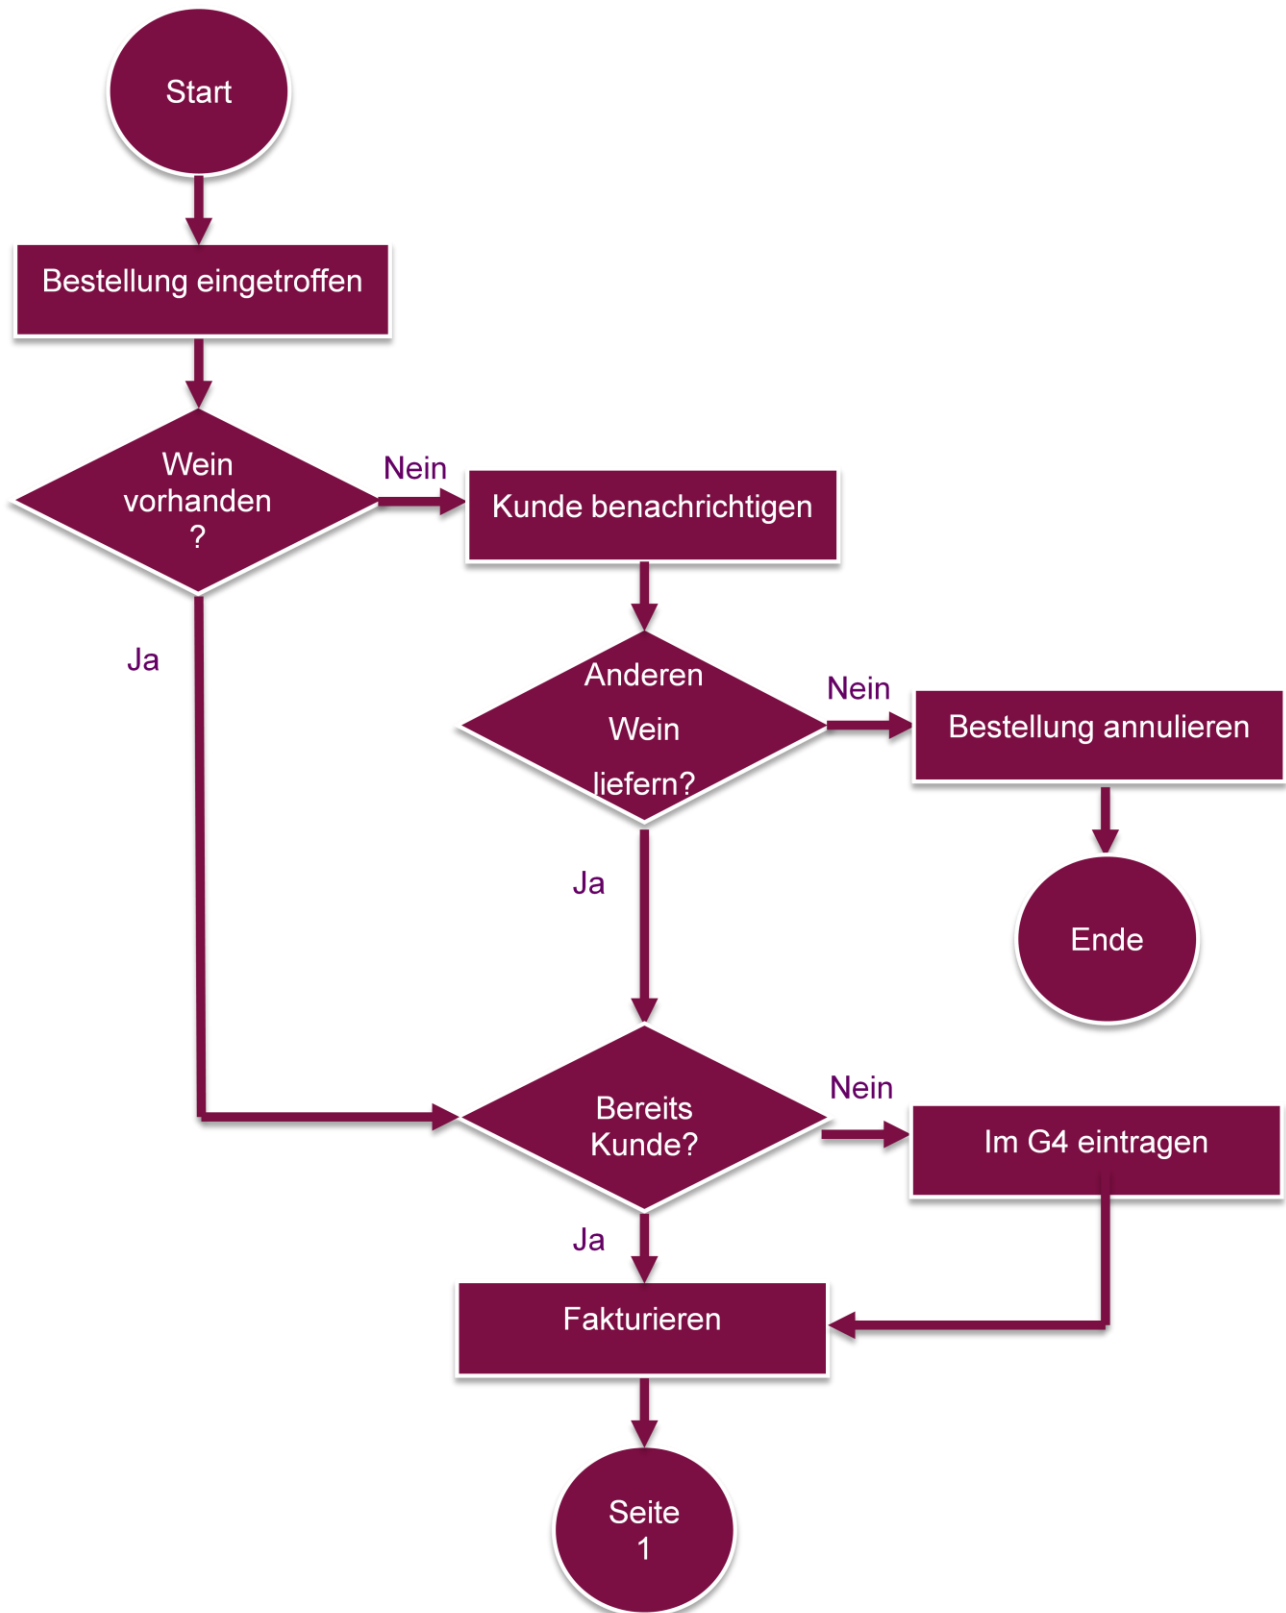 Start
Bestellung eingetroffen
Wein
vorhanden
?
Nein
Kunde benachrichtigen
Ja
Anderen
Wein
liefern?
Nein
Bestellung annulieren
Ja
Ende
Bereits
Kunde?
Nein
Im G4 eintragen
Ja
Fakturieren
Seite
1